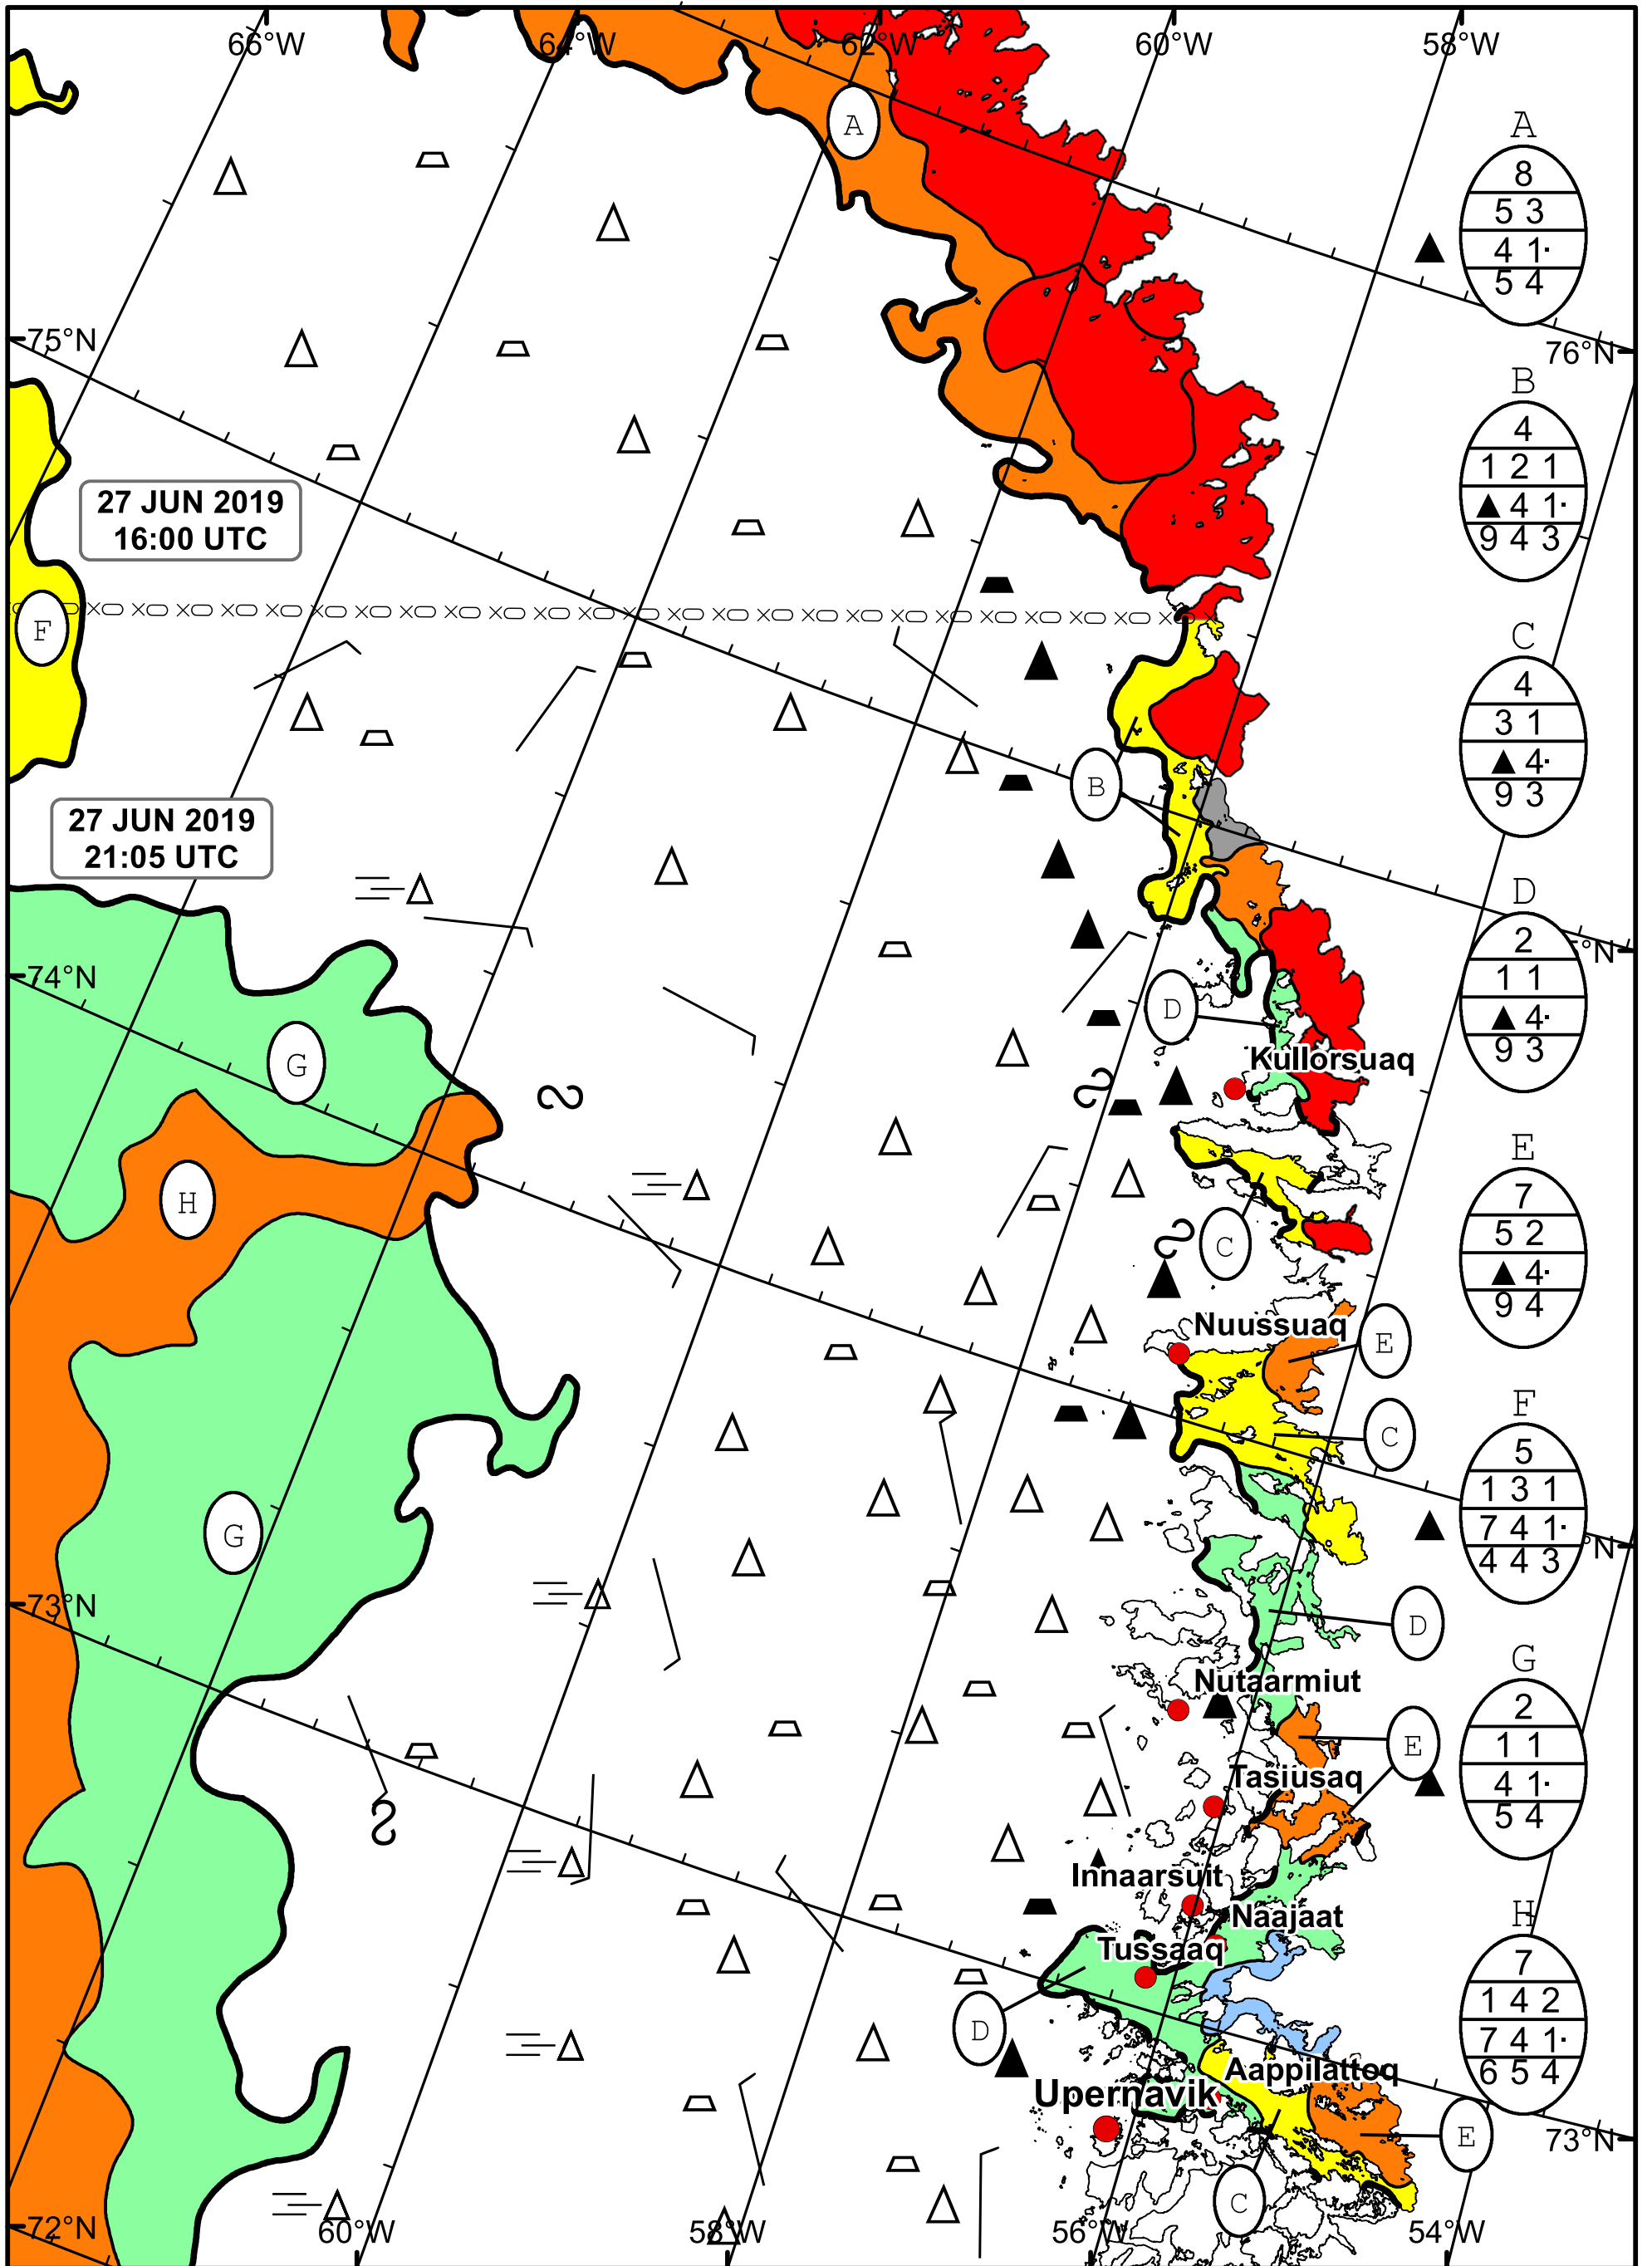 66°W
64°W
62°W
60°W
58°W
A
A
8
5 3
4 1·
5 4
75°N
76°N
B
4
1 2 1
▲ 4 1·
9 4 3
27 JUN 2019
16:00 UTC
F
C
4
3 1
▲ 4·
9 3
B
27 JUN 2019
21:05 UTC
D
2
1 1
▲ 4·
9 3
°N
74°N
D
G
Kullorsuaq
H
C
E
7
5 2
▲ 4·
9 4
Nuussuaq
E
C
F
5
1 3 1
7 4 1·
4 4 3
N
G
73°N
D
Nutaarmiut
G
2
1 1
4 1·
5 4
E
Tasiusaq
Innaarsuit
Naajaat
Tussaaq
H
7
1 4 2
7 4 1·
6 5 4
D
Aappilattoq
Upernavik
E
73°N
C
72°N
60°W
58°W
56°W
54°W